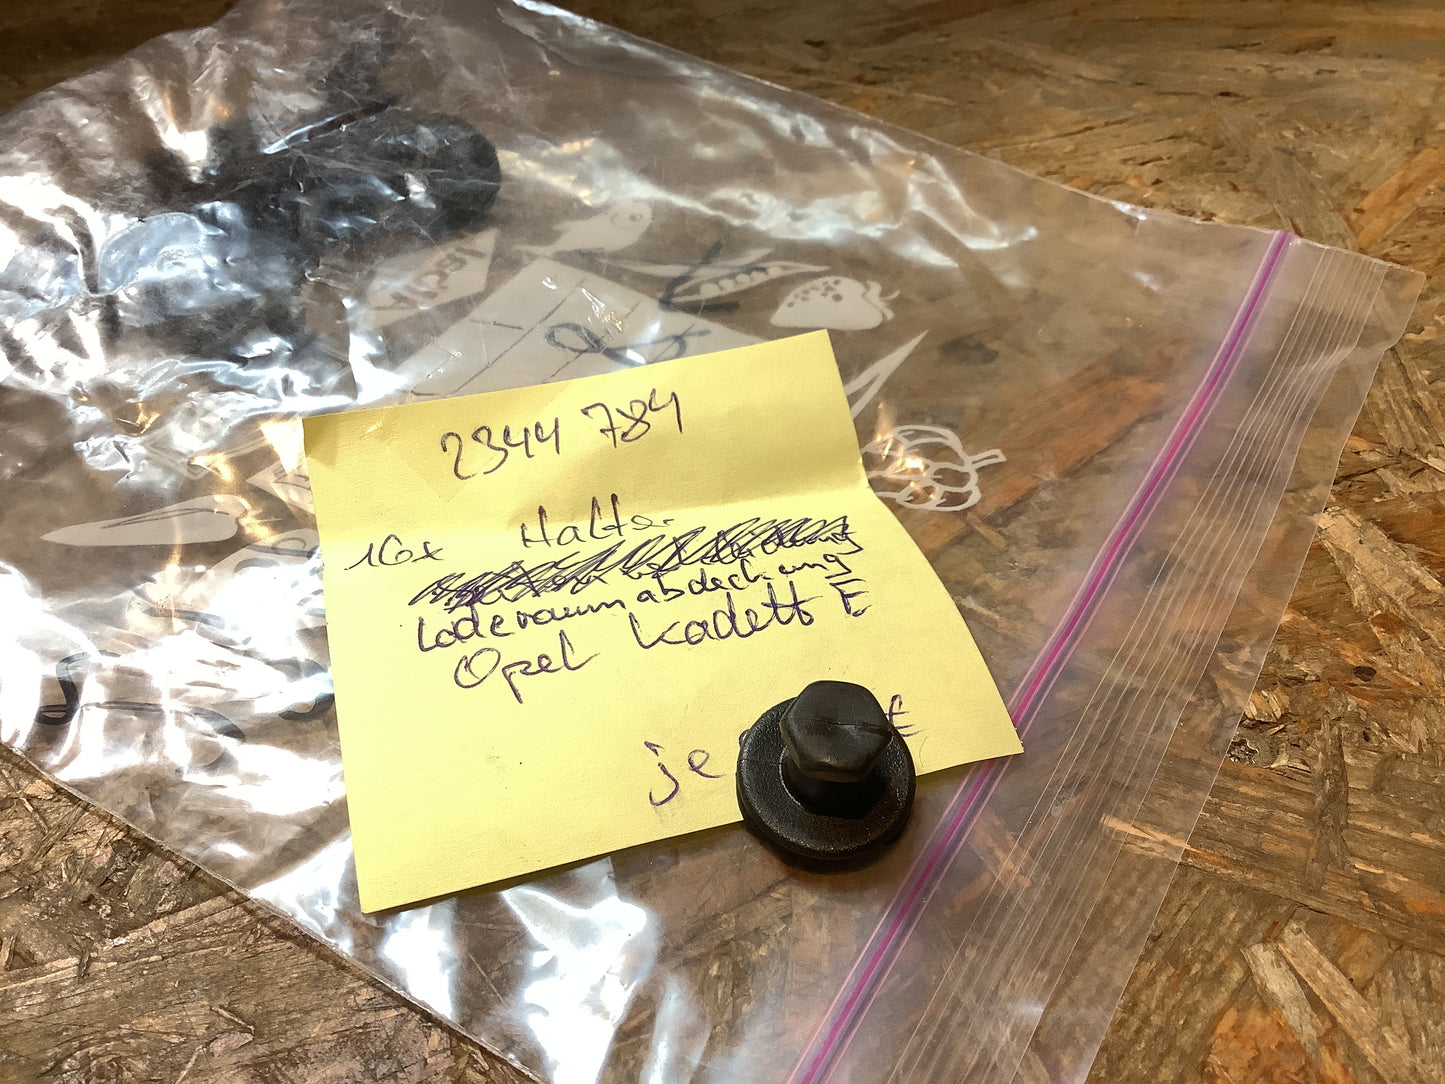 2344 784
16x Halter
Laderaumabdeckung
Opel Kadett E
je